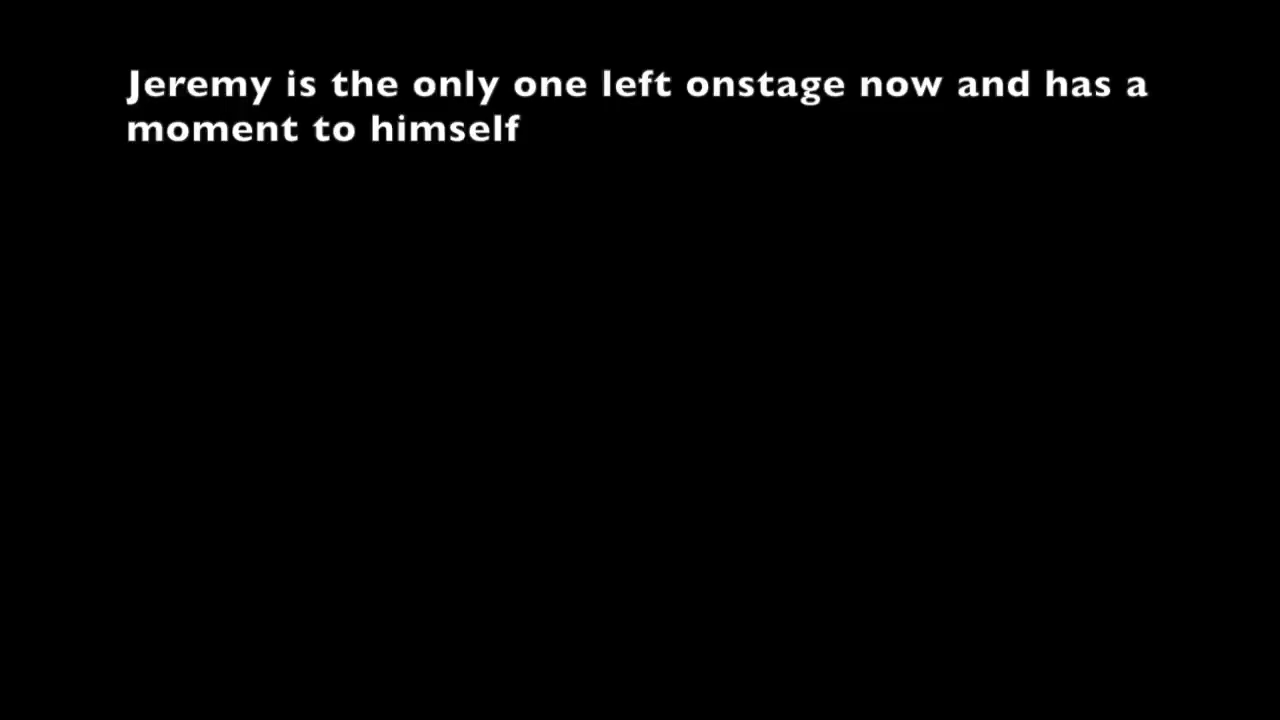 Jeremy is the only one left onstage now and has a
moment to himself